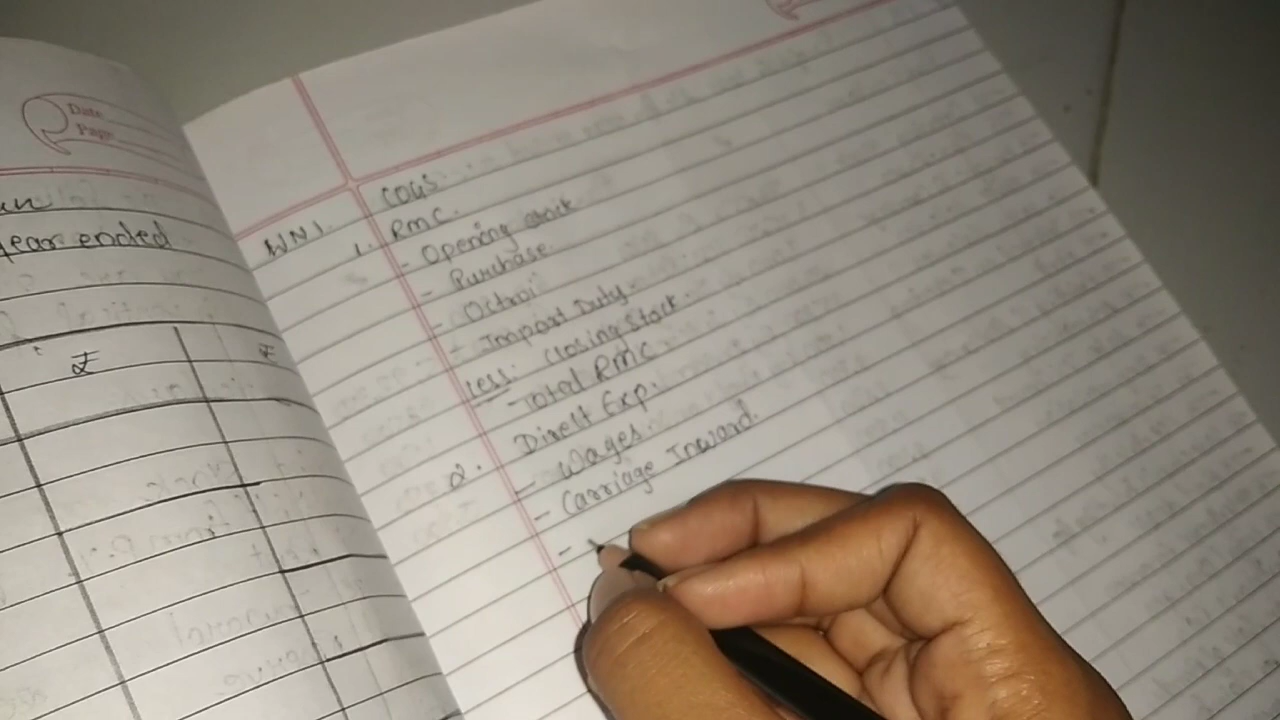 Date
Page
year ended
₹ ₹
WN1. COGS
1. RMC.
- Opening stock
- Purchase.
- Octroi
- Import Duty.
Less: Closing Stock.
- Total RMC.
2. Direct Exp.
- Wages.
- Carriage Inward.
-